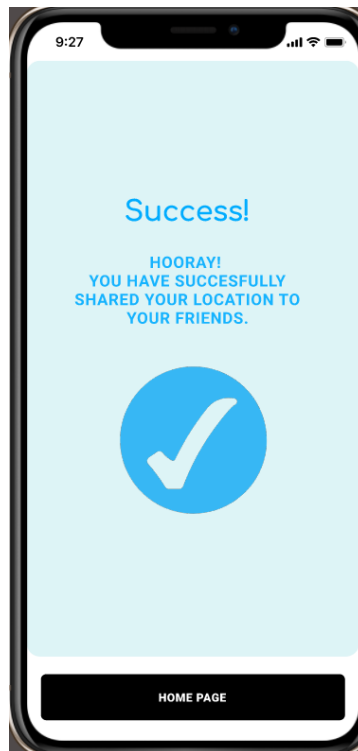 9:27
Success!
HOORAY!
YOU HAVE SUCCESFULLY
SHARED YOUR LOCATION TO
YOUR FRIENDS.
HOME PAGE